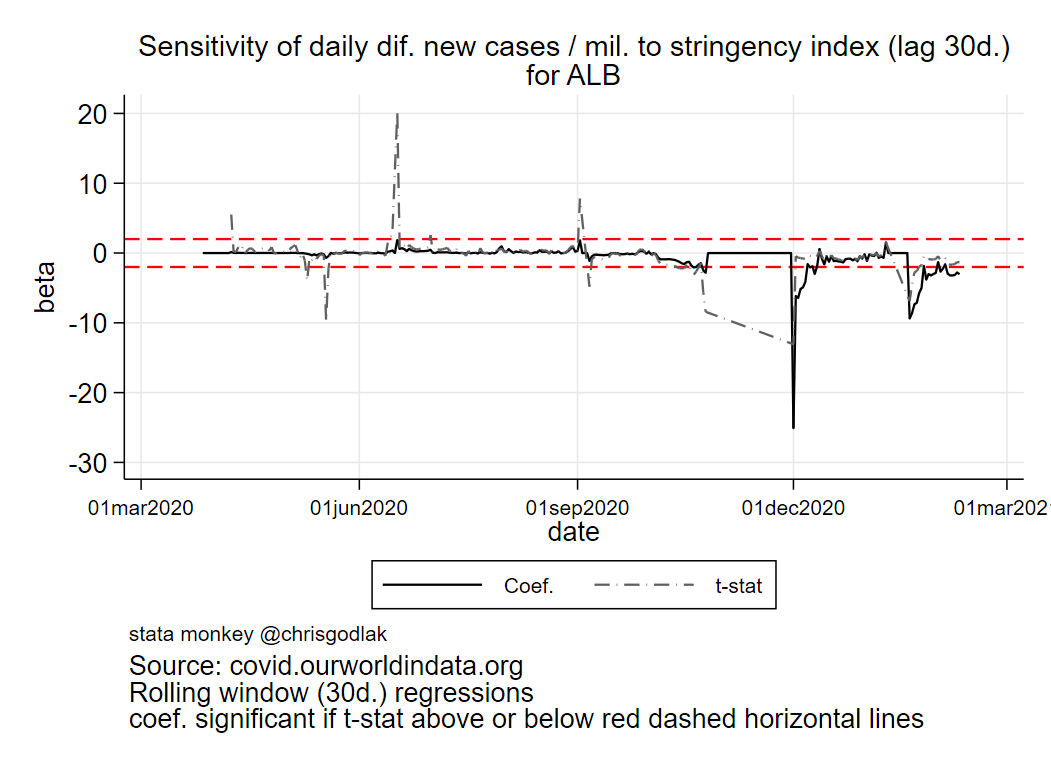 Sensitivity of daily dif. new cases / mil. to stringency index (lag 30d.)
for ALB
20
10
0
-10
-20
-30
beta
01mar2020
01jun2020
01sep2020
01dec2020
01mar202
date
Coef.
t-stat
stata monkey @chrisgodlak
Source: covid.ourworldindata.org
Rolling window (30d.) regressions
coef. significant if t-stat above or below red dashed horizontal lines